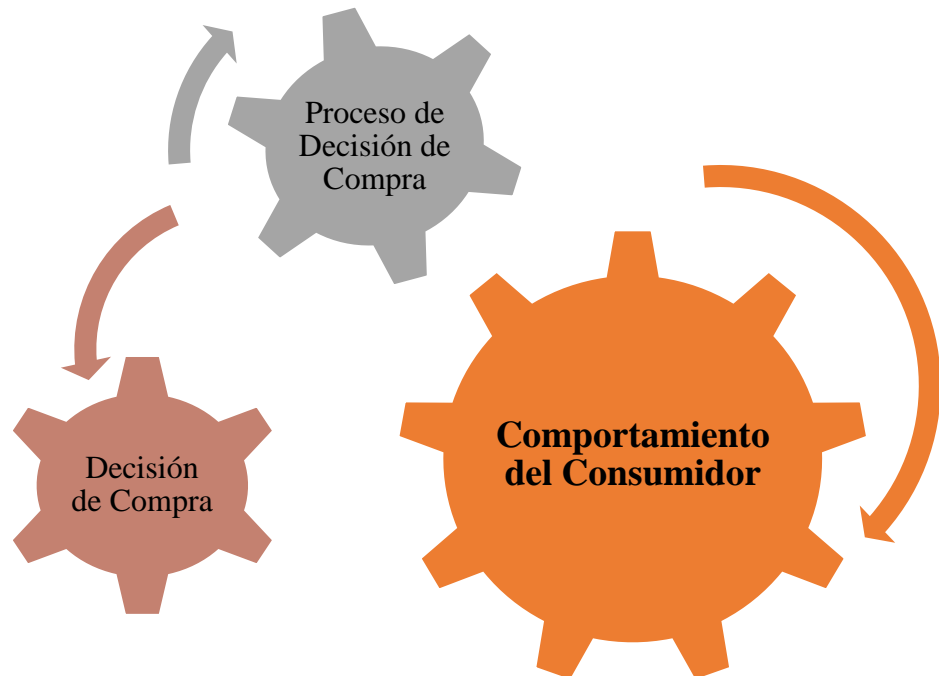 Proceso de
Decisión de
Compra
Comportamiento
del Consumidor
Decisión
de Compra